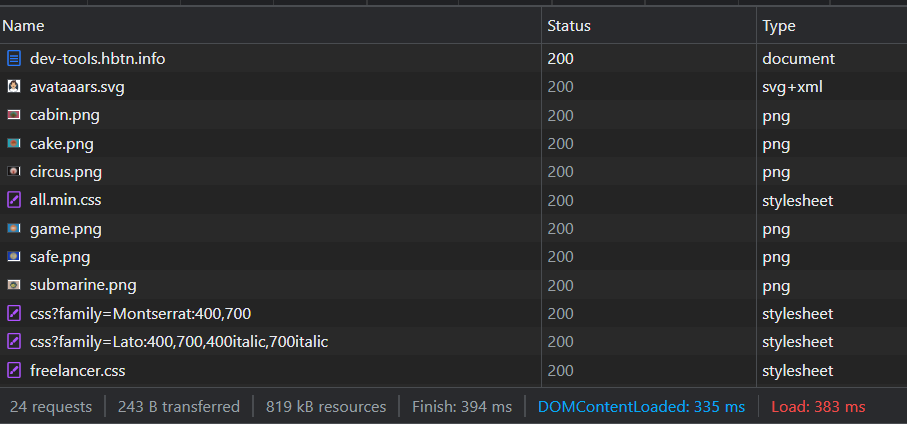 Name Status Type
dev-tools.hbtn.info 200 document
avataaars.svg 200 svg+xml
cabin.png 200 png
cake.png 200 png
circus.png 200 png
all.min.css 200 stylesheet
game.png 200 png
safe.png 200 png
submarine.png 200 png
css?family=Montserrat:400,700 200 stylesheet
css?family=Lato:400,700,400italic,700italic 200 stylesheet
freelancer.css 200 stylesheet
24 requests 243 B transferred 819 kB resources Finish: 394 ms DOMContentLoaded: 335 ms Load: 383 ms